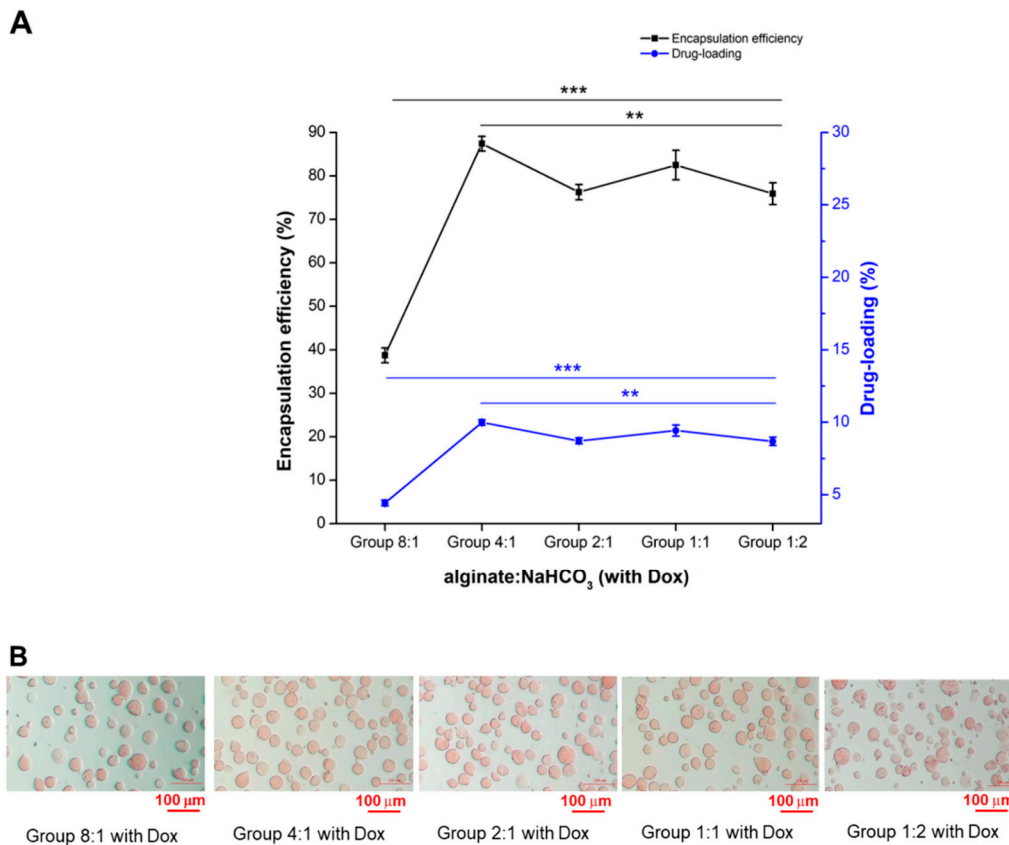 A
Encapsulation efficiency
Drug-loading
***
**
90
80
70
60
50
40
30
20
10
0
Encapsulation efficiency (%)
30
25
20
15
10
5
Drug-loading (%)
***
**
Group 8:1 Group 4:1 Group 2:1 Group 1:1 Group 1:2
alginate:NaHCO₃ (with Dox)
B
100 μm 100 μm 100 μm 100 μm 100 μm
Group 8:1 with Dox Group 4:1 with Dox Group 2:1 with Dox Group 1:1 with Dox Group 1:2 with Dox